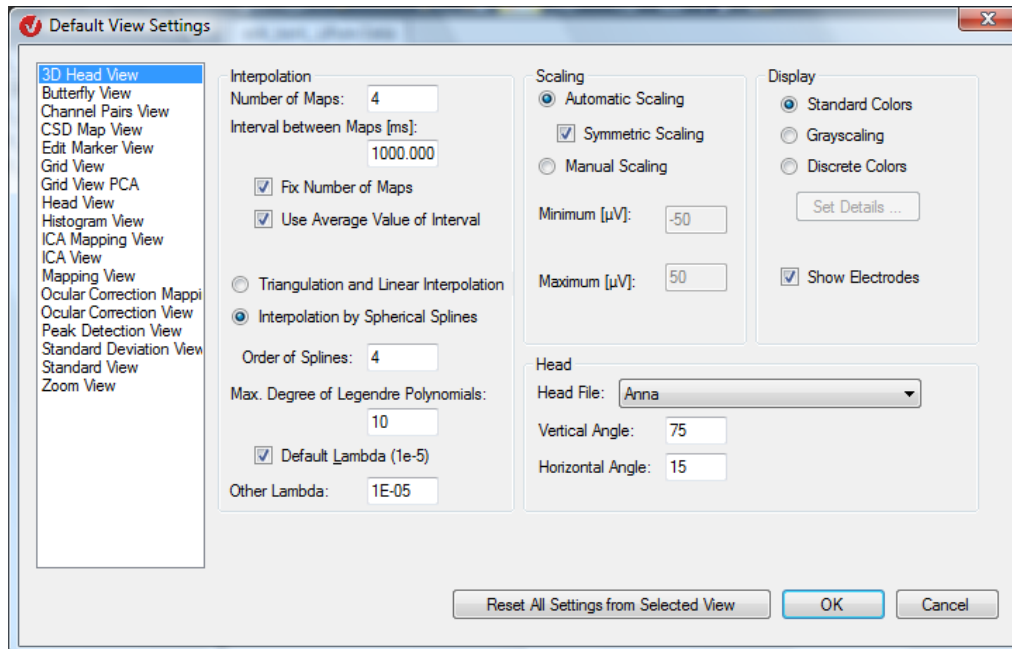 Default View Settings
3D Head View
Butterfly View
Channel Pairs View
CSD Map View
Edit Marker View
Grid View
Grid View PCA
Head View
Histogram View
ICA Mapping View
ICA View
Mapping View
Ocular Correction Mappi
Ocular Correction View
Peak Detection View
Standard Deviation View
Standard View
Zoom View
Interpolation
Number of Maps: 4
Interval between Maps [ms]:
1000.000
Fix Number of Maps
Use Average Value of Interval
Triangulation and Linear Interpolation
Interpolation by Spherical Splines
Order of Splines: 4
Max. Degree of Legendre Polynomials:
10
Default Lambda (1e-5)
Other Lambda: 1E-05
Scaling
Automatic Scaling
Symmetric Scaling
Manual Scaling
Minimum [µV]: -50
Maximum [µV]: 50
Display
Standard Colors
Grayscaling
Discrete Colors
Set Details ...
Show Electrodes
Head
Head File: Anna
Vertical Angle: 75
Horizontal Angle: 15
Reset All Settings from Selected View
OK
Cancel